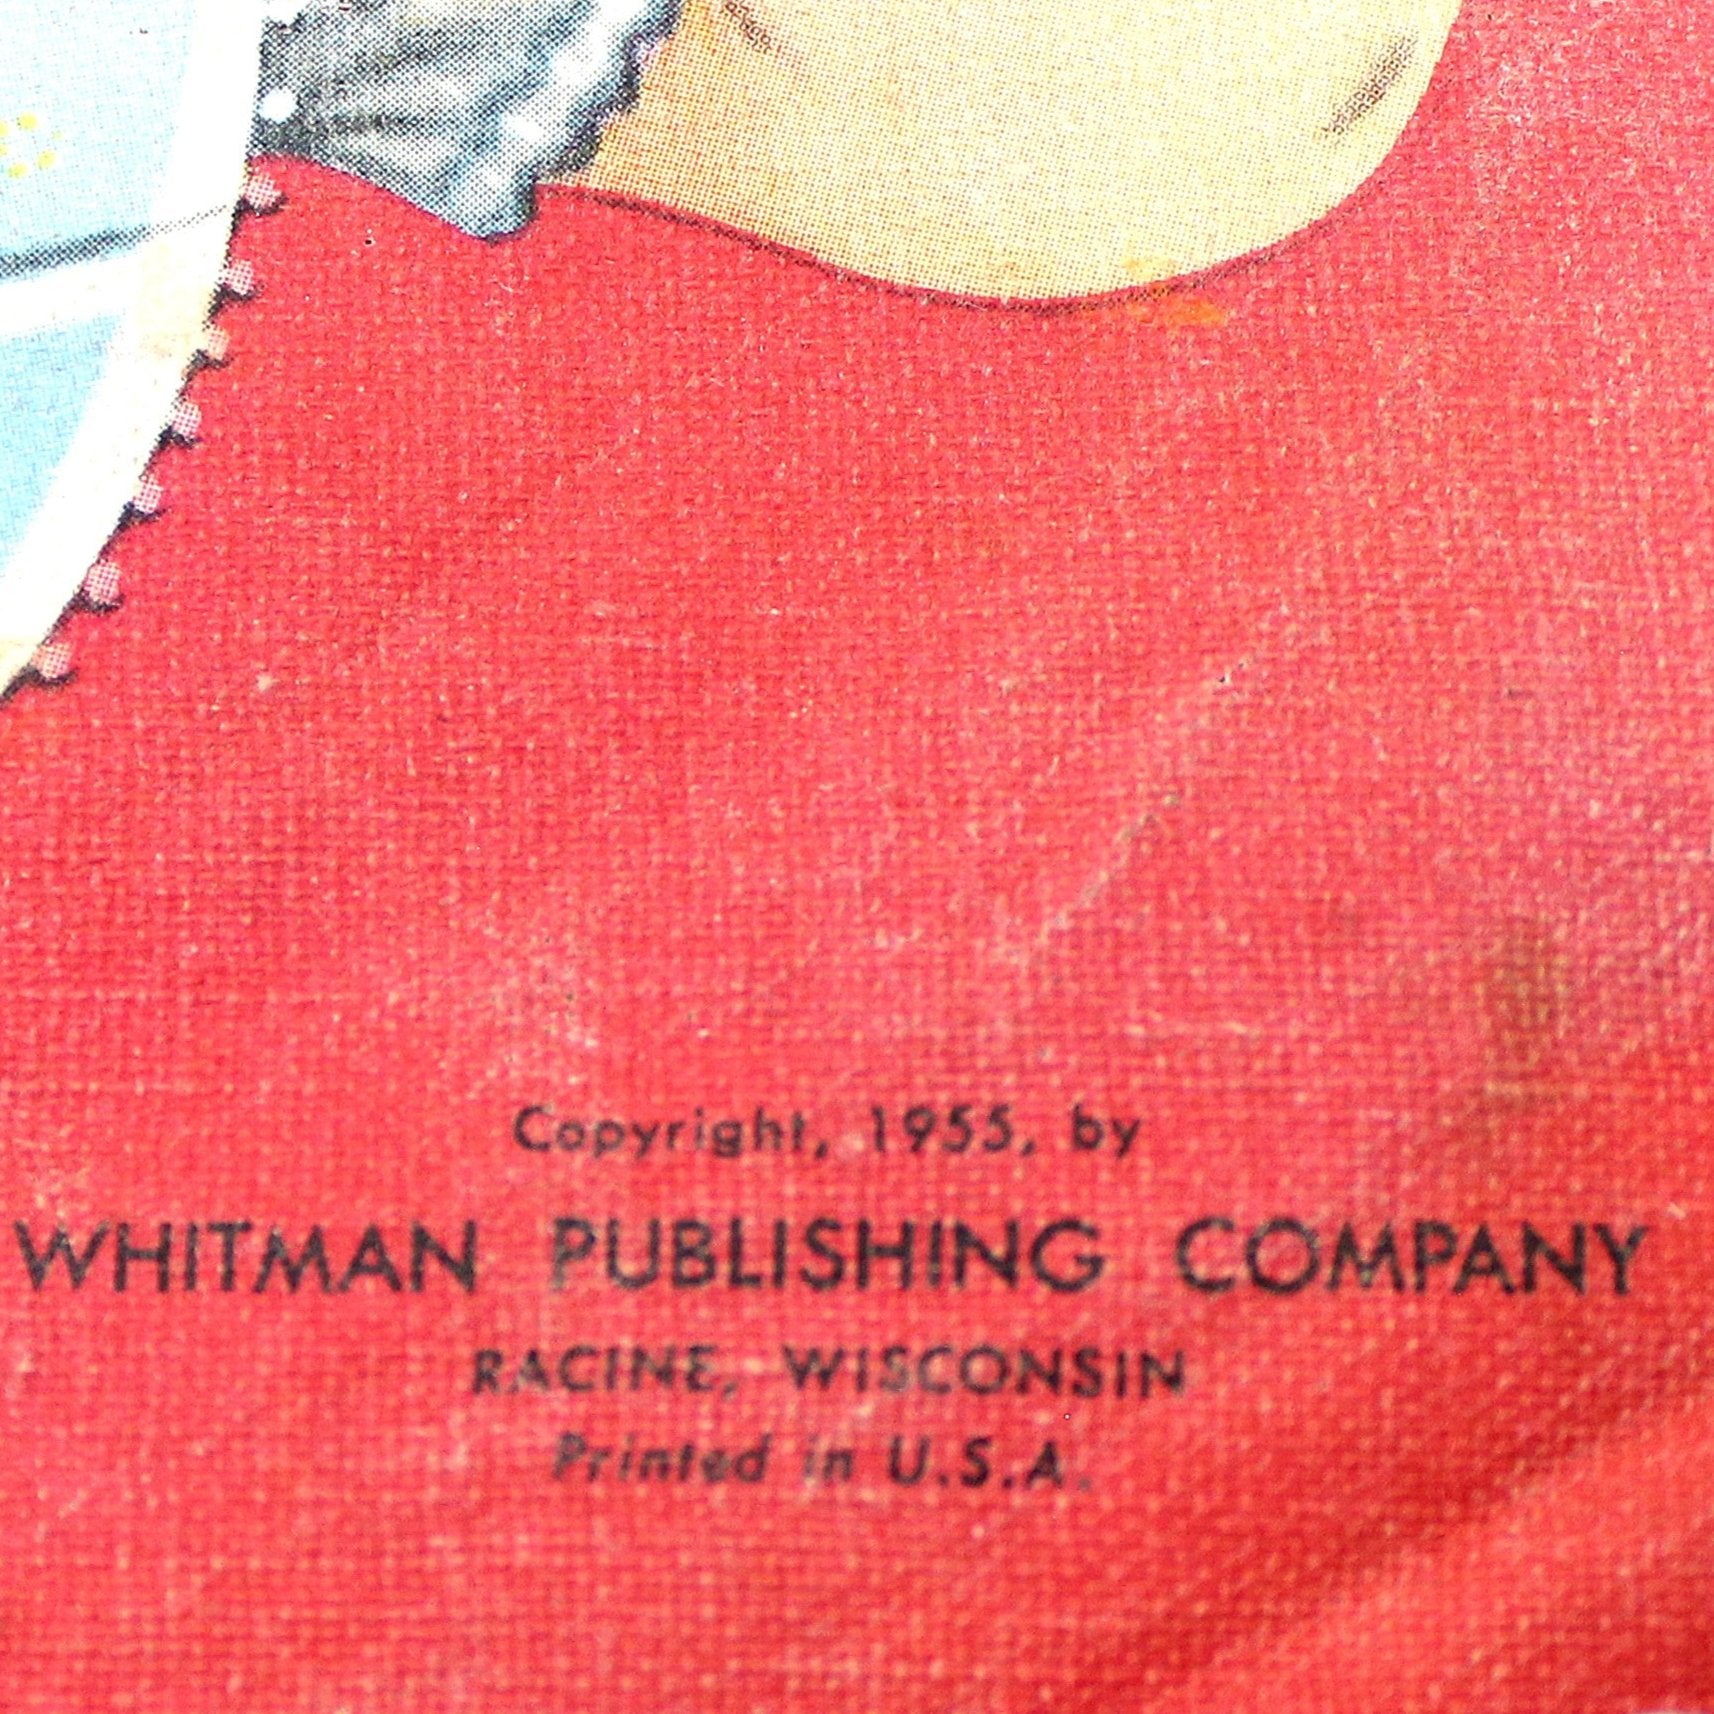 Copyright, 1955, by
WHITMAN PUBLISHING COMPANY
RACINE, WISCONSIN
Printed in U.S.A.